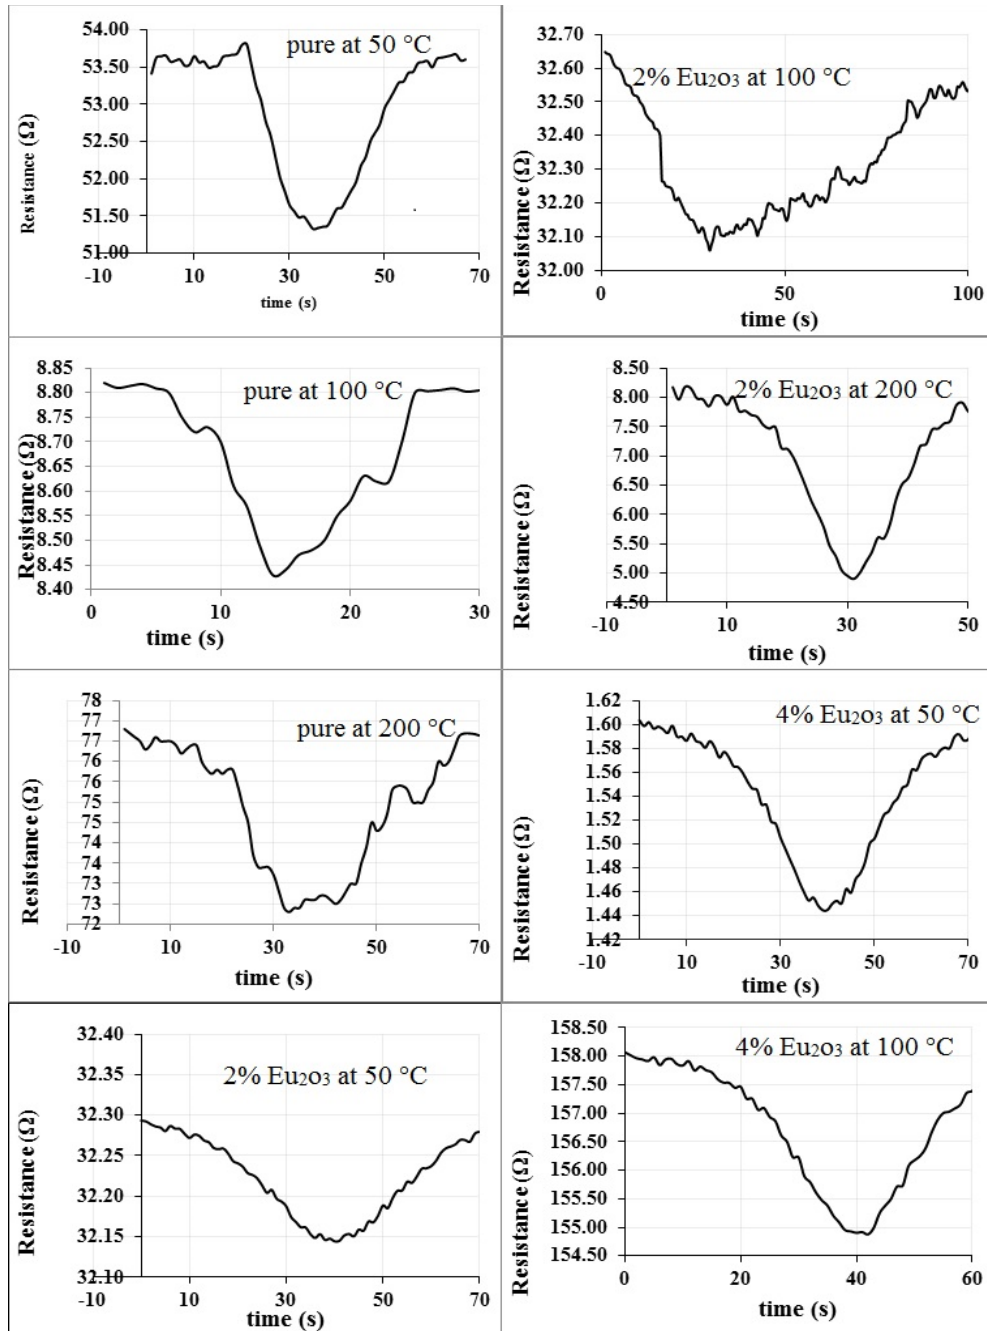 pure at 50 °C
54.00
53.50
53.00
52.50
52.00
51.50
51.00
-10 10 30 50 70
Resistance (Ω)
time (s)
2% Eu₂o₃ at 100 °C
32.70
32.60
32.50
32.40
32.30
32.20
32.10
32.00
0 50 100
Resistance (Ω)
time (s)
pure at 100 °C
8.85
8.80
8.75
8.70
8.65
8.60
8.55
8.50
8.45
8.40
0 10 20 30
Resistance (Ω)
time (s)
2% Eu₂o₃ at 200 °C
8.50
8.00
7.50
7.00
6.50
6.00
5.50
5.00
4.50
-10 10 30 50
Resistance (Ω)
time (s)
pure at 200 °C
78
77
77
76
76
75
75
74
74
73
73
72
-10 10 30 50 70
Resistance (Ω)
time (s)
4% Eu₂o₃ at 50 °C
1.62
1.60
1.58
1.56
1.54
1.52
1.50
1.48
1.46
1.44
1.42
-10 10 30 50 70
Resistance (Ω)
time (s)
2% Eu₂o₃ at 50 °C
32.40
32.35
32.30
32.25
32.20
32.15
32.10
-10 10 30 50 70
Resistance (Ω)
time (s)
4% Eu₂o₃ at 100 °C
158.50
158.00
157.50
157.00
156.50
156.00
155.50
155.00
154.50
0 20 40 60
Resistance (Ω)
time (s)